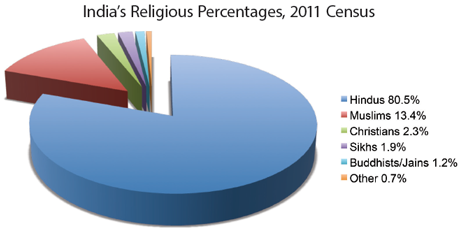 India's Religious Percentages, 2011 Census
Hindus 80.5%
Muslims 13.4%
Christians 2.3%
Sikhs 1.9%
Buddhists/Jains 1.2%
Other 0.7%